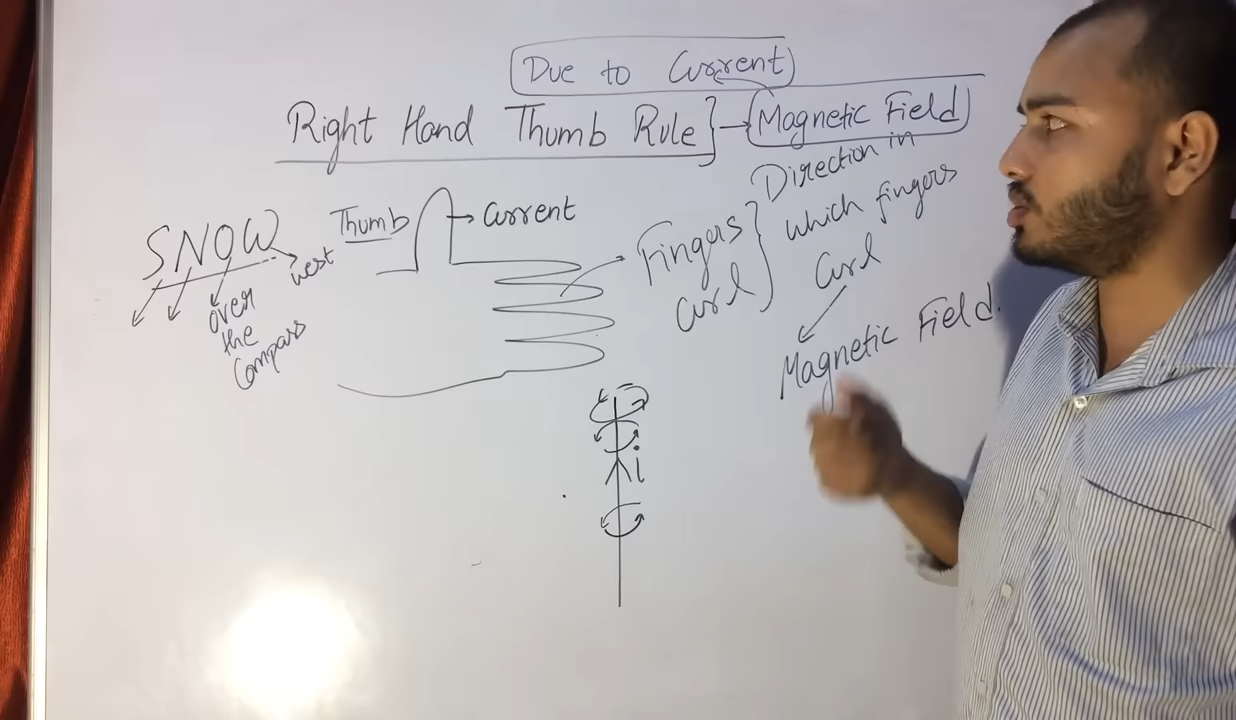 Due to Current
Right Hand Thumb Rule} → Magnetic Field
SNOW
west
over
the
Compass
Thumb → Current
Fingers
Curl
Direction in
which fingers
Curl
Magnetic Field.
i